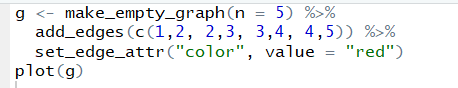 g <- make_empty_graph(n = 5) %>%
  add_edges(c(1,2, 2,3, 3,4, 4,5)) %>%
  set_edge_attr("color", value = "red")
plot(g)